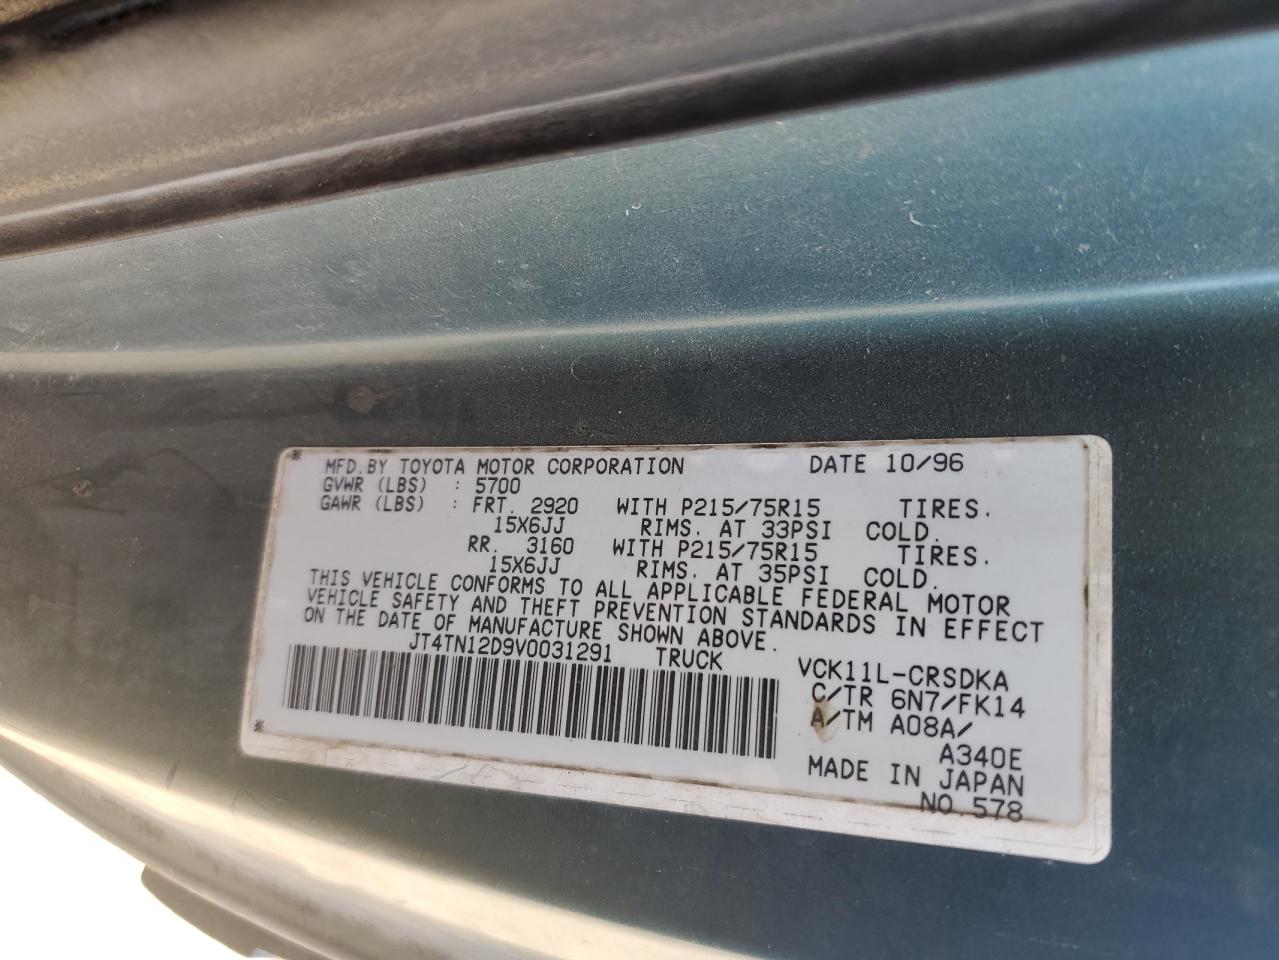 * MFD.BY TOYOTA MOTOR CORPORATION DATE 10/96
GVWR (LBS) : 5700
GAWR (LBS) : FRT. 2920 WITH P215/75R15 TIRES.
15X6JJ RIMS. AT 33PSI COLD.
RR. 3160 WITH P215/75R15 TIRES.
15X6JJ RIMS. AT 35PSI COLD.
THIS VEHICLE CONFORMS TO ALL APPLICABLE FEDERAL MOTOR
VEHICLE SAFETY AND THEFT PREVENTION STANDARDS IN EFFECT
ON THE DATE OF MANUFACTURE SHOWN ABOVE.
JT4TN12D9V0031291 TRUCK
VCK11L-CRSDKA
C/TR 6N7/FK14
* A/TM A08A/
A340E
MADE IN JAPAN
NO.578